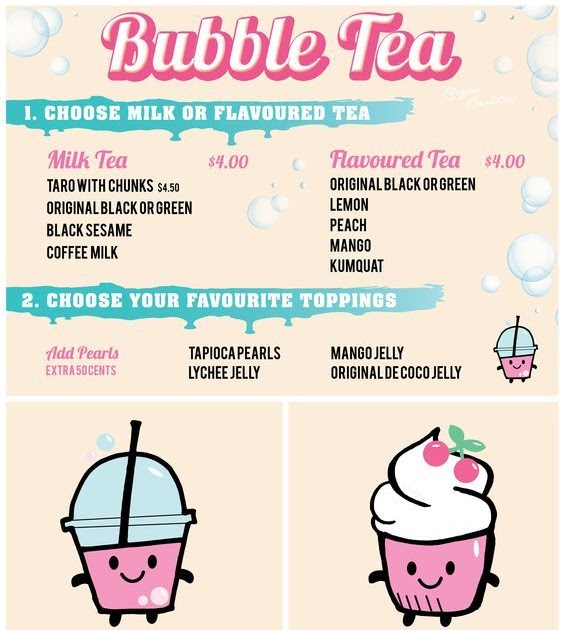 Bubble Tea
1. CHOOSE MILK OR FLAVOURED TEA
Milk Tea $4.00
TARO WITH CHUNKS $4.50
ORIGINAL BLACK OR GREEN
BLACK SESAME
COFFEE MILK
Flavoured Tea $4.00
ORIGINAL BLACK OR GREEN
LEMON
PEACH
MANGO
KUMQUAT
2. CHOOSE YOUR FAVOURITE TOPPINGS
Add Pearls
EXTRA 50 CENTS
TAPIOCA PEARLS
LYCHEE JELLY
MANGO JELLY
ORIGINAL DE COCO JELLY